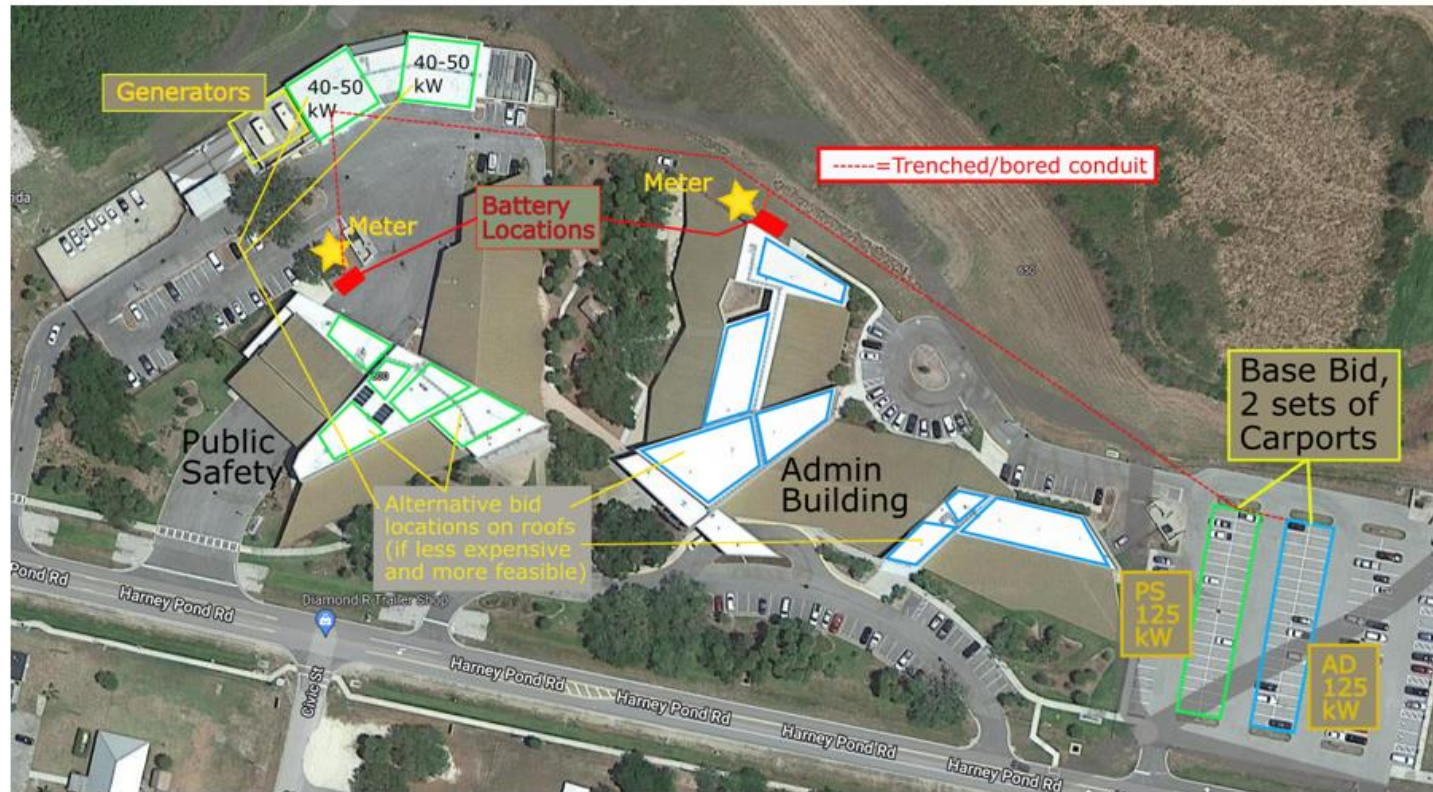 40-50
kW
40-50
kW
Generators
------=Trenched/bored conduit
Meter
Battery
Locations
Meter
nda
650
Base Bid,
2 sets of
Carports
Public
Safety
Admin
Building
Alternative bid
locations on roofs
(if less expensive
and more feasible)
PS
125
kW
AD
125
kW
Pond Rd
Harney Pond Rd
Diamond R Trailer Shop
Civic St
Harney Pond Rd
Harney Pond Rd
Harney Pond Rd
Harney Pond Rd